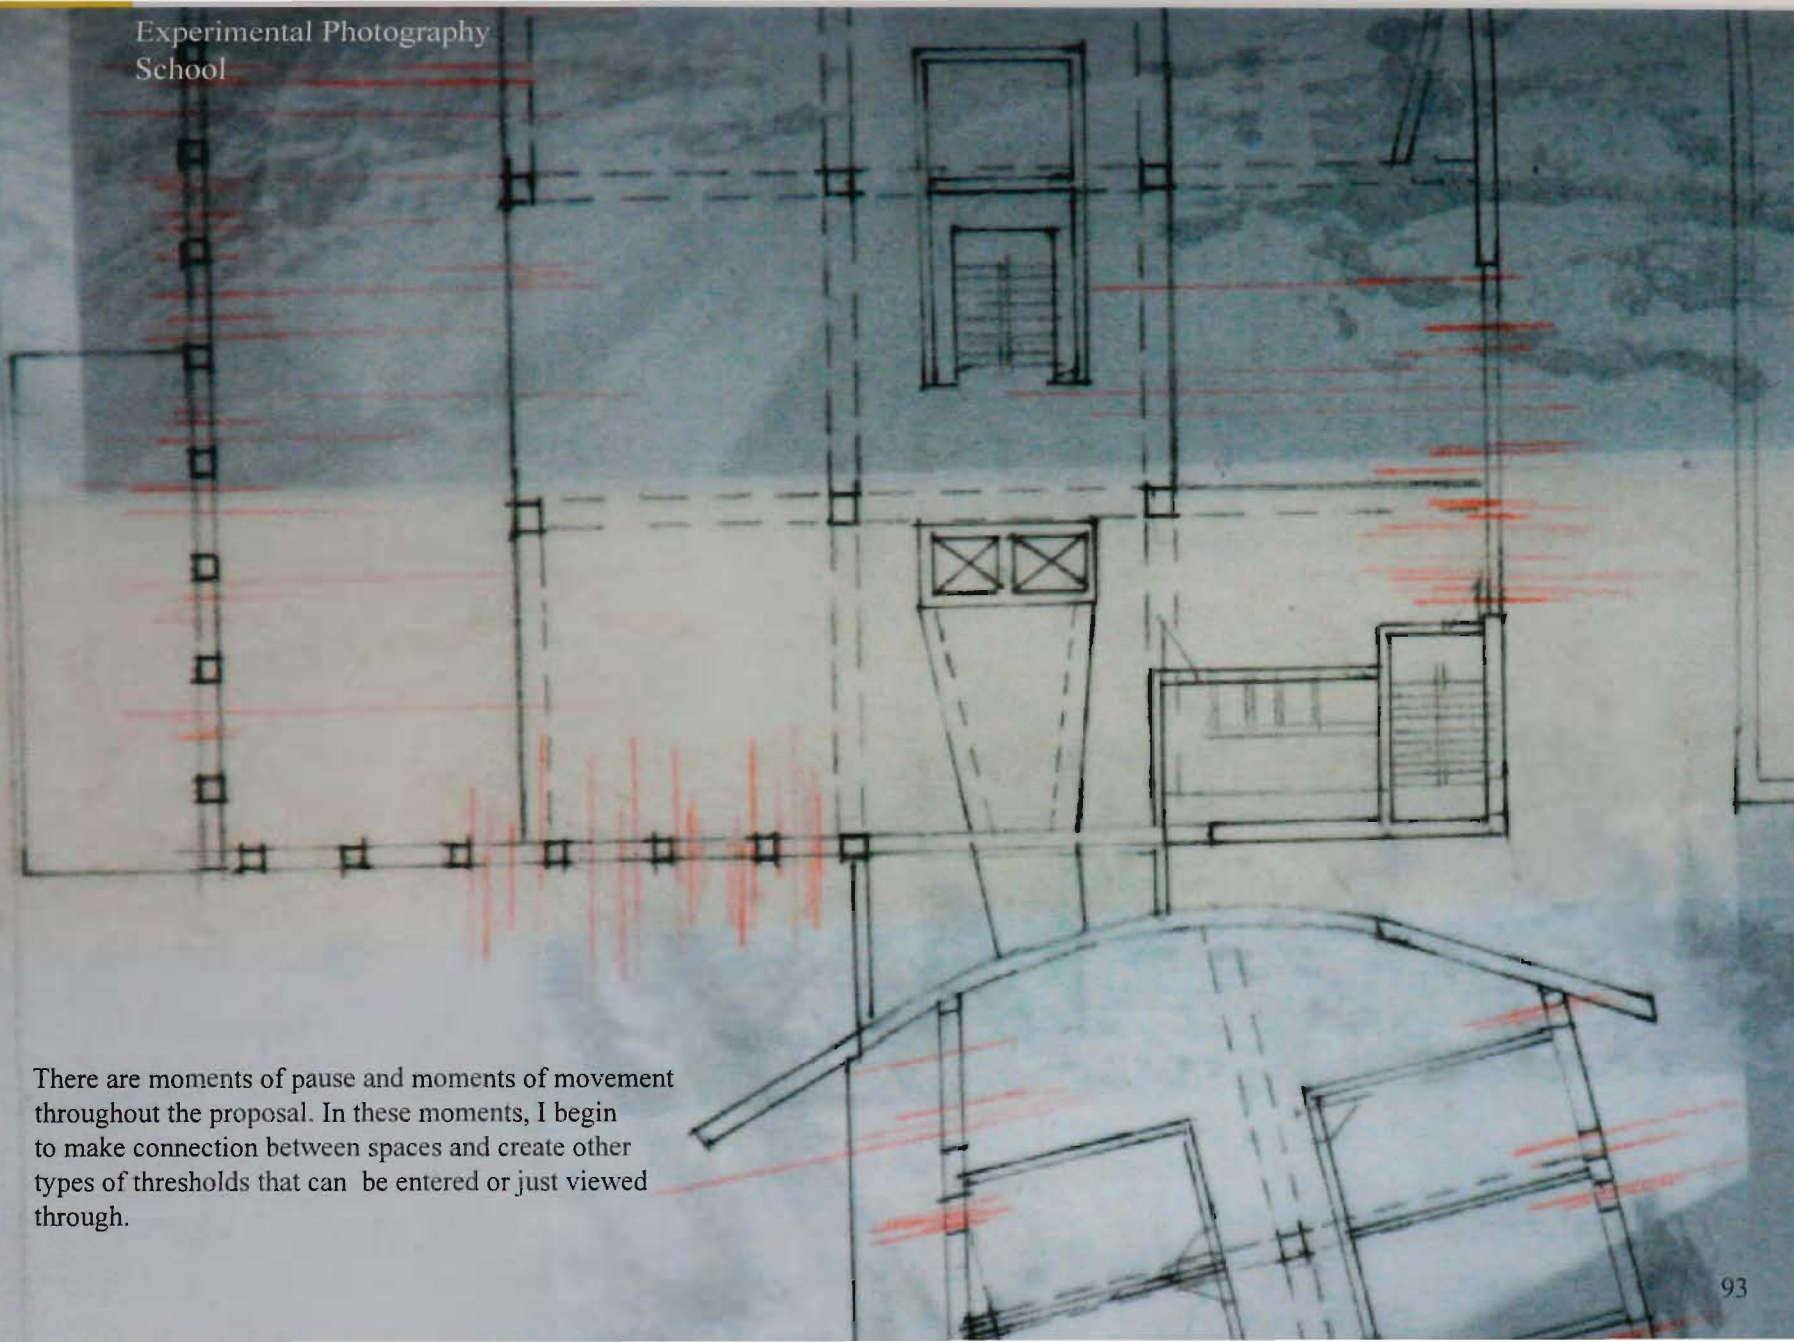 Experimental Photography
School
There are moments of pause and moments of movement
throughout the proposal. In these moments, I begin
to make connection between spaces and create other
types of thresholds that can be entered or just viewed
through.
93